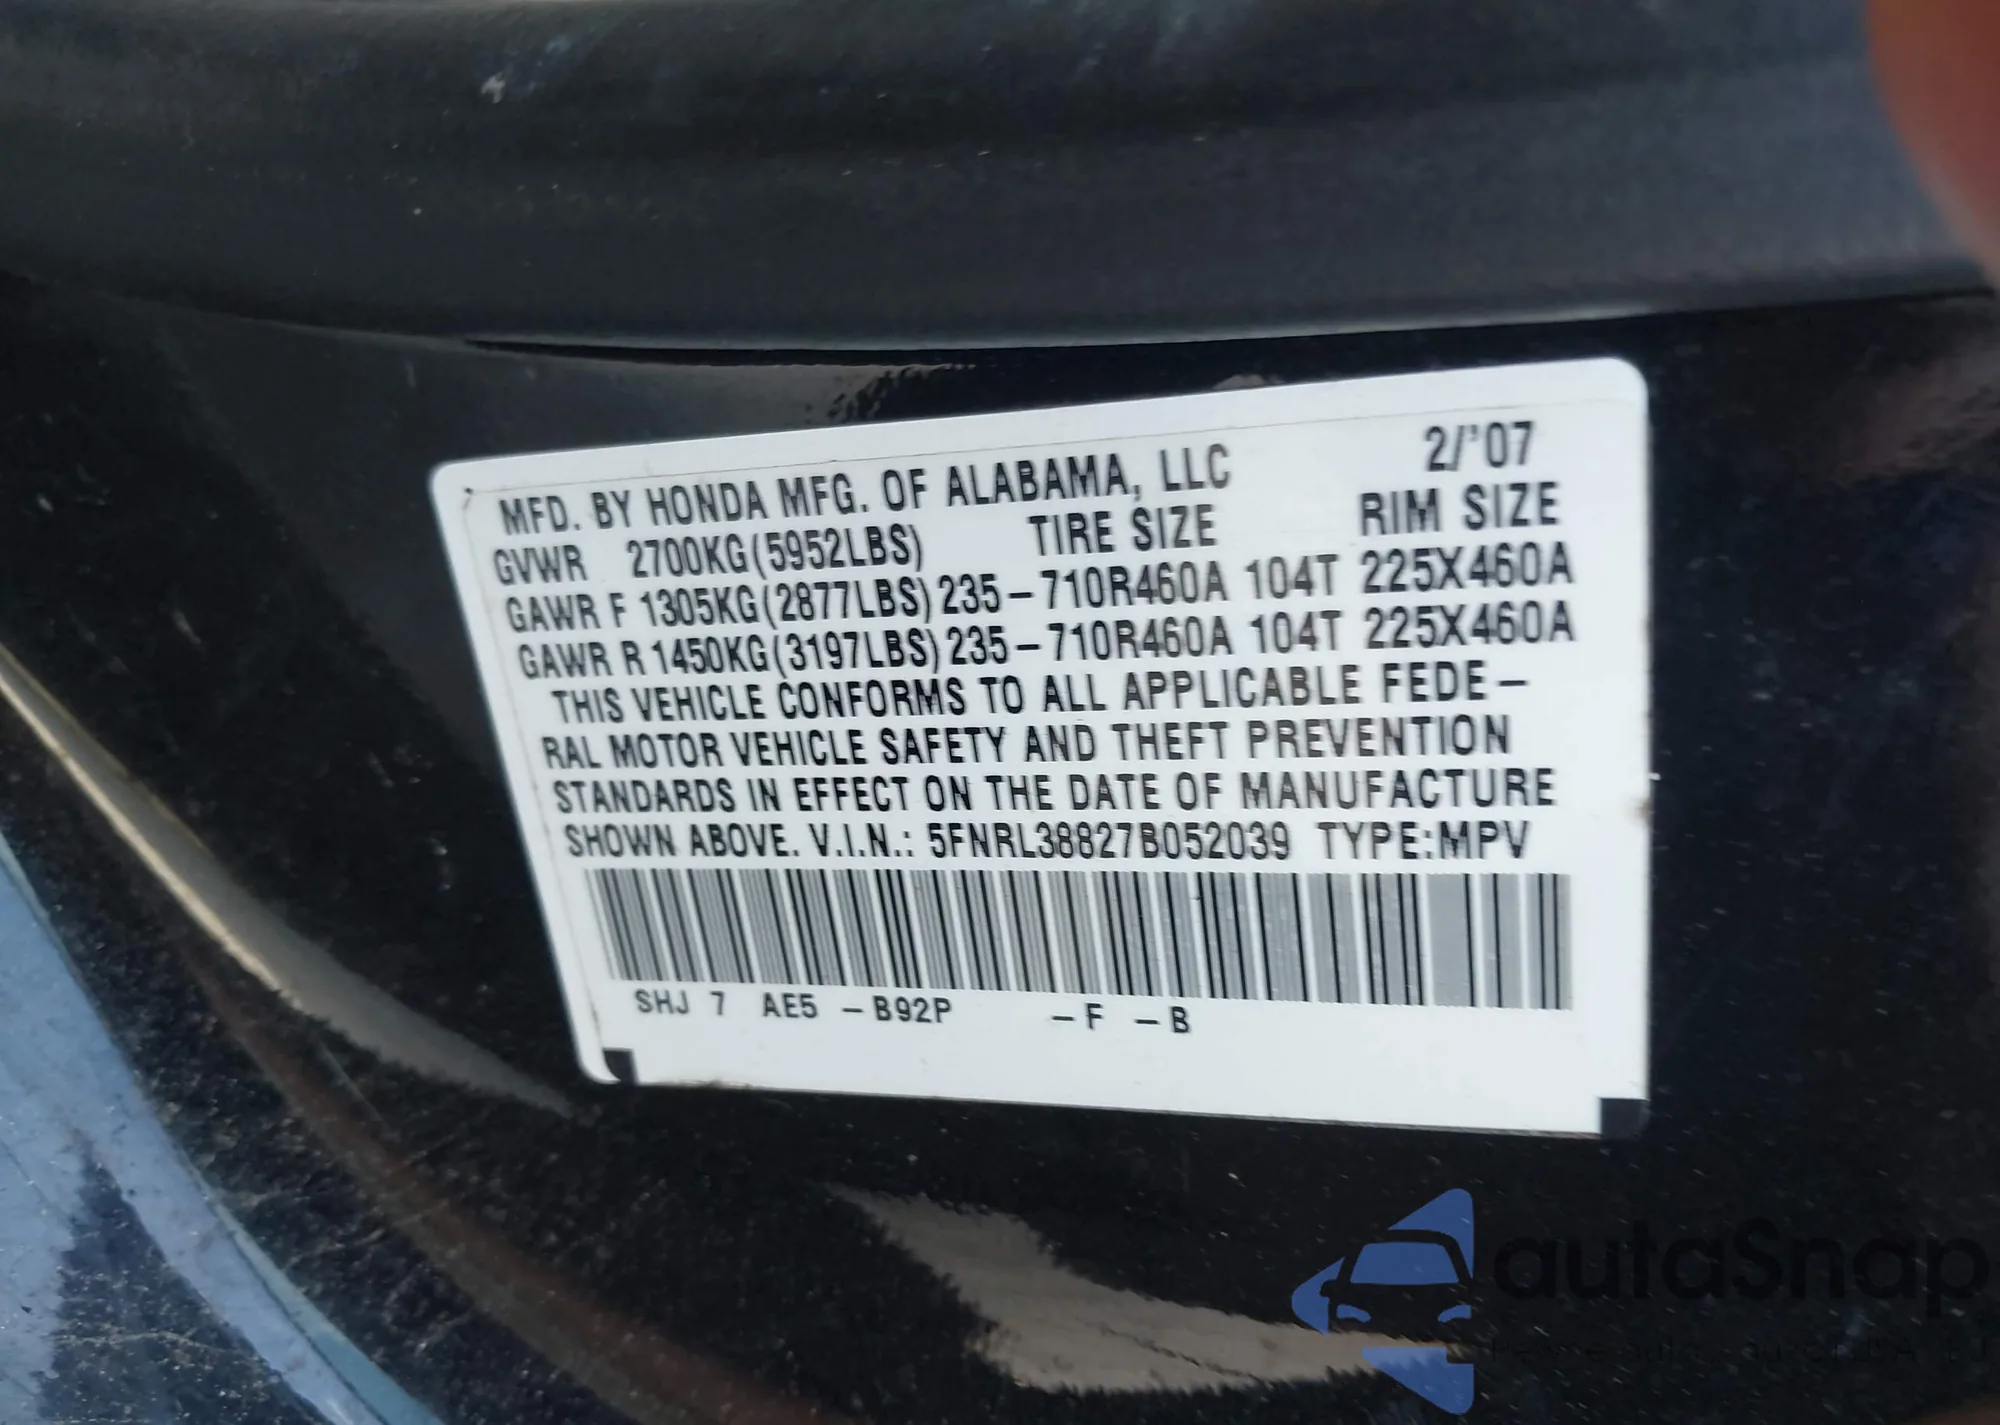 MFD. BY HONDA MFG. OF ALABAMA, LLC 2/'07
GVWR 2700KG(5952LBS) TIRE SIZE RIM SIZE
GAWR F 1305KG(2877LBS) 235-710R460A 104T 225X460A
GAWR R 1450KG(3197LBS) 235-710R460A 104T 225X460A
THIS VEHICLE CONFORMS TO ALL APPLICABLE FEDE-
RAL MOTOR VEHICLE SAFETY AND THEFT PREVENTION
STANDARDS IN EFFECT ON THE DATE OF MANUFACTURE
SHOWN ABOVE. V.I.N.: 5FNRL38827B052039 TYPE:MPV
SHJ 7 AE5 -B92P -F -B
autaSnap